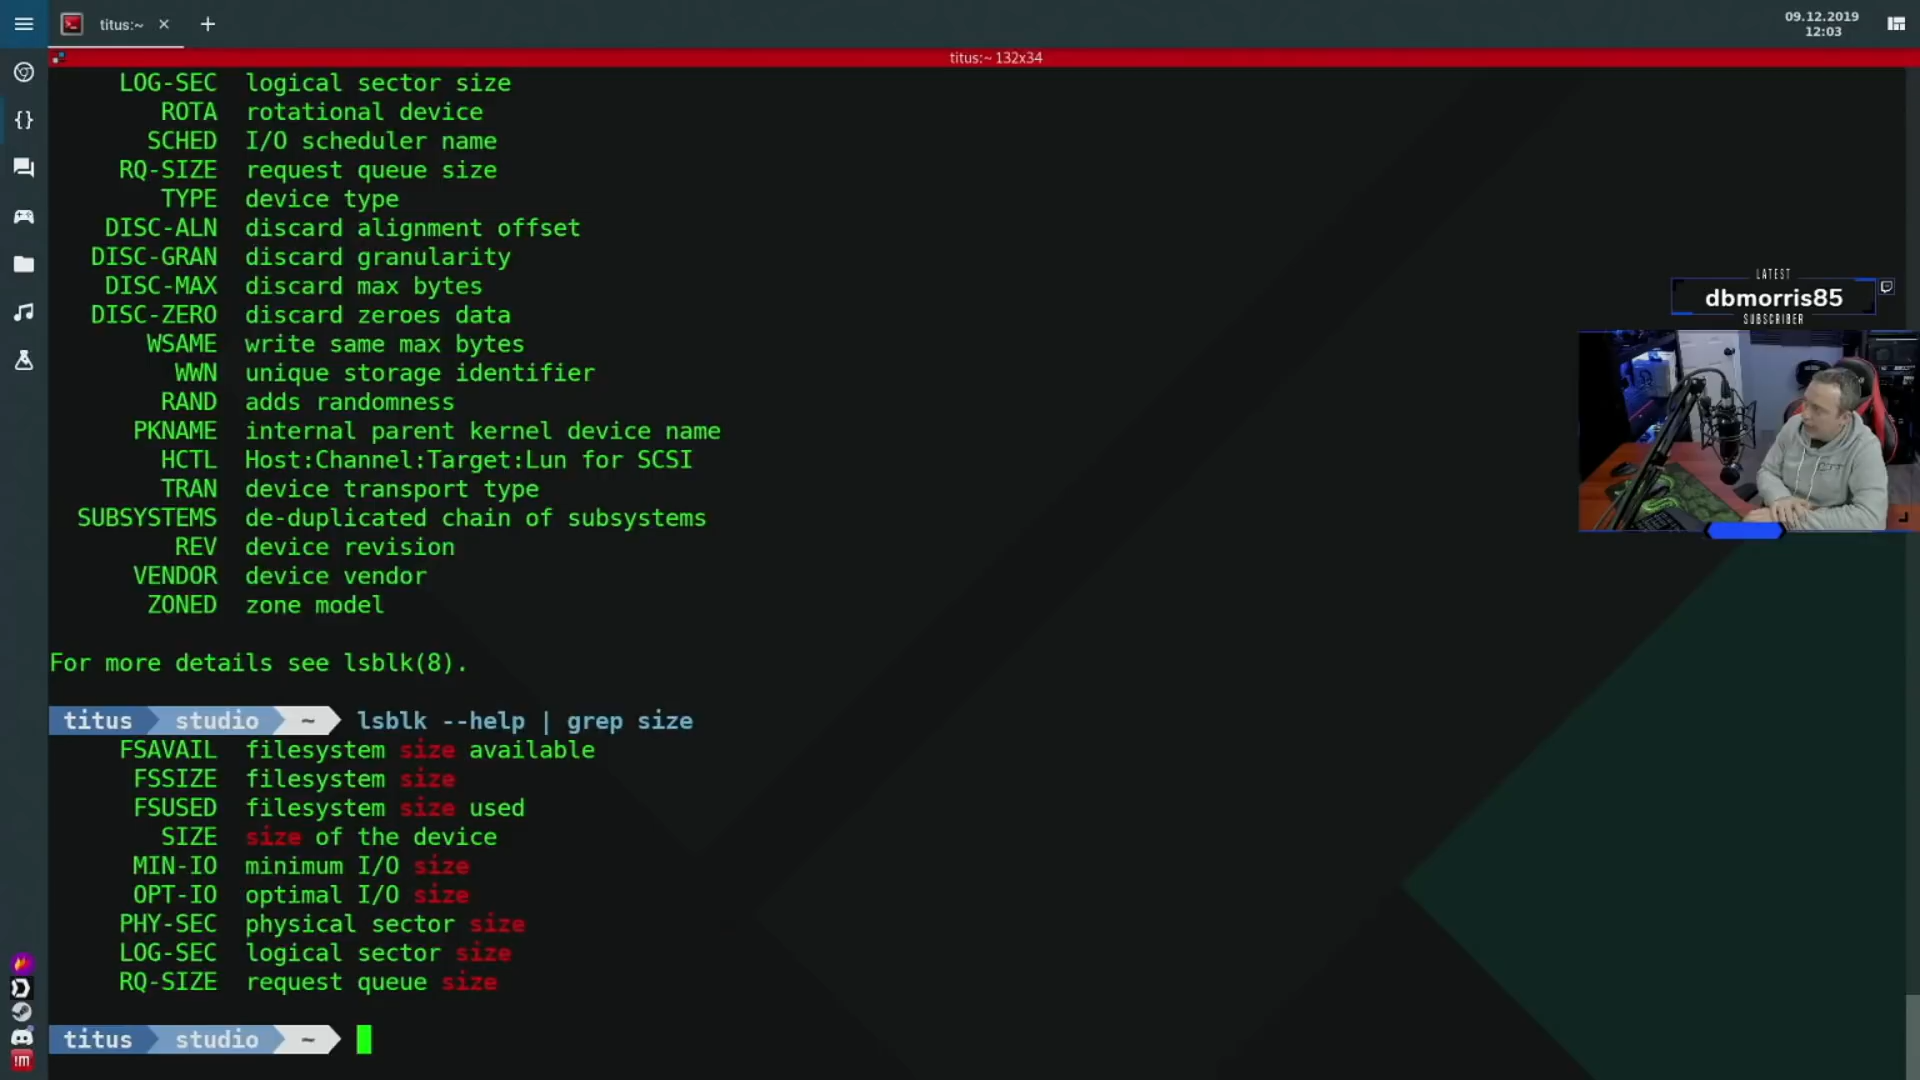 titus:~ × +
09.12.2019
12:03
titus:~ 132x34
LOG-SEC logical sector size
ROTA rotational device
SCHED I/O scheduler name
RQ-SIZE request queue size
TYPE device type
DISC-ALN discard alignment offset
DISC-GRAN discard granularity
DISC-MAX discard max bytes
DISC-ZERO discard zeroes data
WSAME write same max bytes
WWN unique storage identifier
RAND adds randomness
PKNAME internal parent kernel device name
HCTL Host:Channel:Target:Lun for SCSI
TRAN device transport type
SUBSYSTEMS de-duplicated chain of subsystems
REV device revision
VENDOR device vendor
ZONED zone model
For more details see lsblk(8).
titus studio ~ lsblk --help | grep size
FSAVAIL filesystem size available
FSSIZE filesystem size
FSUSED filesystem size used
SIZE size of the device
MIN-IO minimum I/O size
OPT-IO optimal I/O size
PHY-SEC physical sector size
LOG-SEC logical sector size
RQ-SIZE request queue size
titus studio ~
LATEST
dbmorris85
SUBSCRIBER
!m